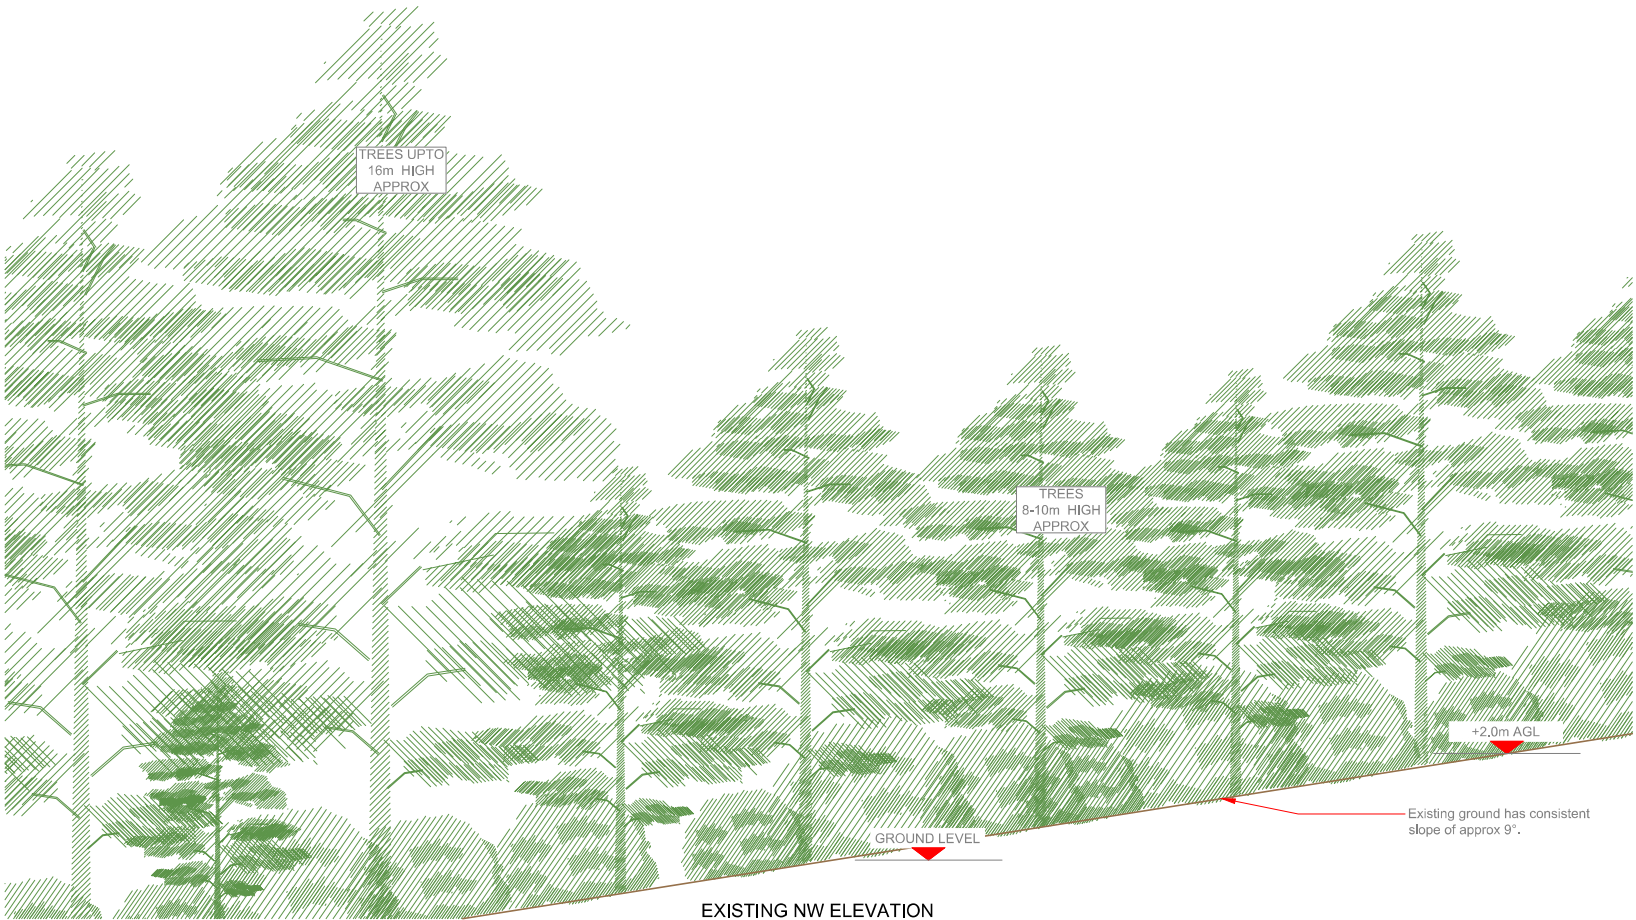 TREES UPTO
16m HIGH
APPROX
TREES
8-10m HIGH
APPROX
+2.0m AGL
Existing ground has consistent
slope of approx 9°.
GROUND LEVEL
EXISTING NW ELEVATION